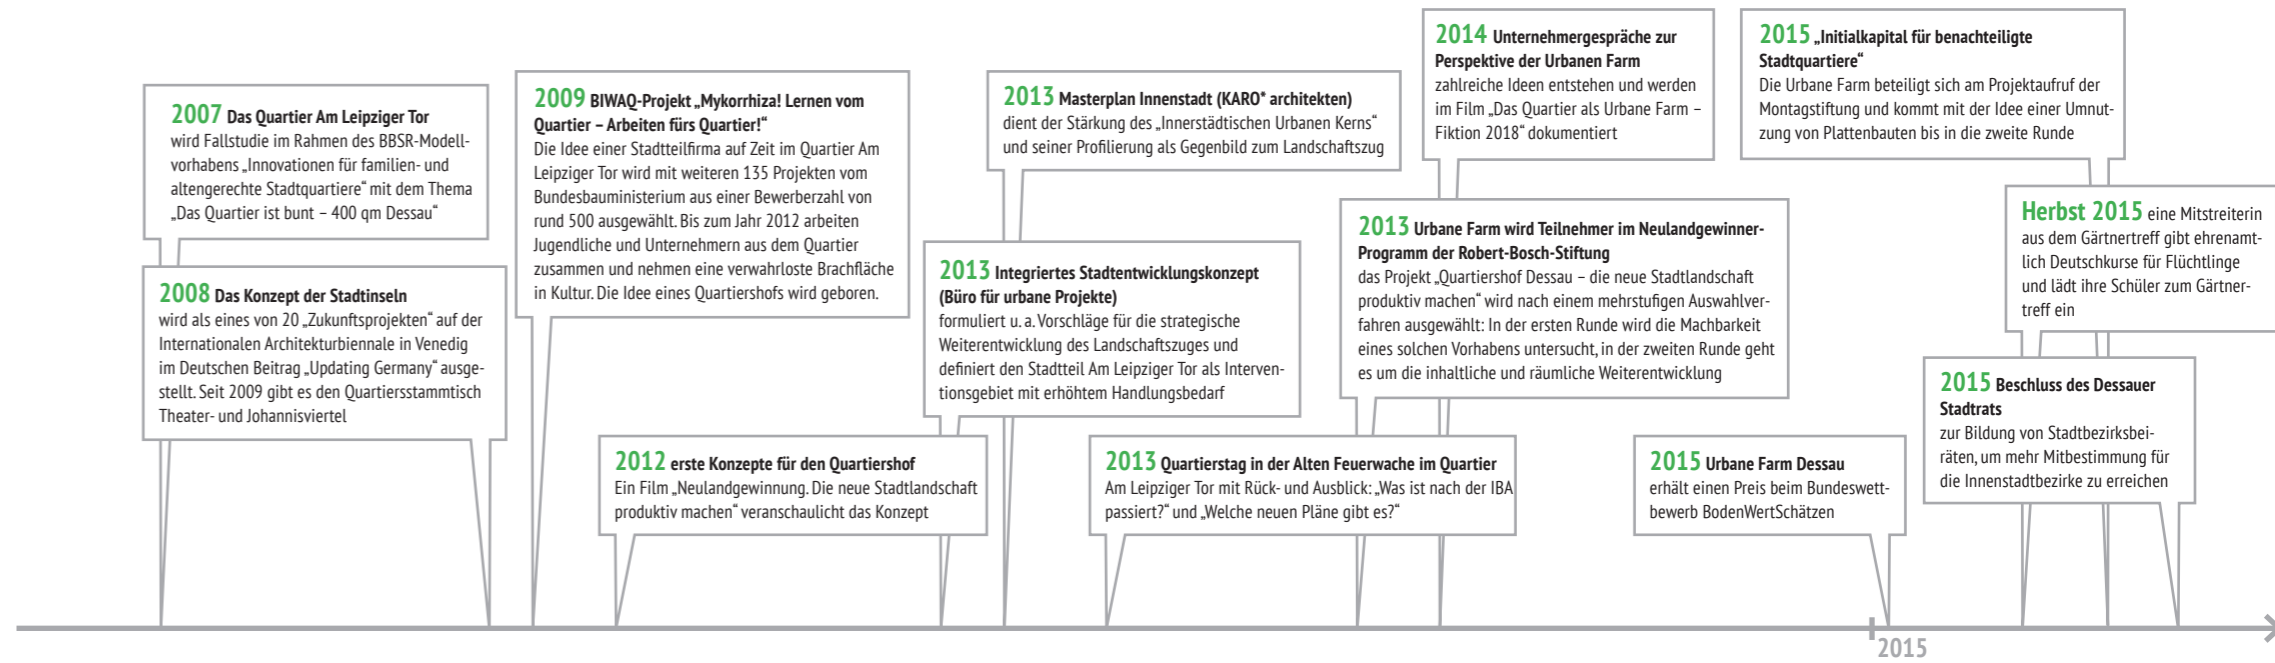 2007 Das Quartier Am Leipziger Tor
wird Fallstudie im Rahmen des BBSR-Modell-
vorhabens „Innovationen für familien- und
altengerechte Stadtquartiere“ mit dem Thema
„Das Quartier ist bunt – 400 qm Dessau“
2008 Das Konzept der Stadtinseln
wird als eines von 20 „Zukunftsprojekten“ auf der
Internationalen Architekturbiennale in Venedig
im Deutschen Beitrag „Updating Germany“ ausge-
stellt. Seit 2009 gibt es den Quartiersstammtisch
Theater- und Johannisviertel
2009 BIWAQ-Projekt „Mykorrhiza! Lernen vom
Quartier – Arbeiten fürs Quartier!“
Die Idee einer Stadtteilfirma auf Zeit im Quartier Am
Leipziger Tor wird mit weiteren 135 Projekten vom
Bundesbauministerium aus einer Bewerberzahl von
rund 500 ausgewählt. Bis zum Jahr 2012 arbeiten
Jugendliche und Unternehmern aus dem Quartier
zusammen und nehmen eine verwahrloste Brachfläche
in Kultur. Die Idee eines Quartiershofs wird geboren.
2012 erste Konzepte für den Quartiershof
Ein Film „Neulandgewinnung. Die neue Stadtlandschaft
produktiv machen“ veranschaulicht das Konzept
2013 Masterplan Innenstadt (KARO* architekten)
dient der Stärkung des „Innerstädtischen Urbanen Kerns“
und seiner Profilierung als Gegenbild zum Landschaftszug
2013 Integriertes Stadtentwicklungskonzept
(Büro für urbane Projekte)
formuliert u. a. Vorschläge für die strategische
Weiterentwicklung des Landschaftszuges und
definiert den Stadtteil Am Leipziger Tor als Interven-
tionsgebiet mit erhöhtem Handlungsbedarf
2013 Quartierstag in der Alten Feuerwache im Quartier
Am Leipziger Tor mit Rück- und Ausblick: „Was ist nach der IBA
passiert?“ und „Welche neuen Pläne gibt es?“
2014 Unternehmergespräche zur
Perspektive der Urbanen Farm
zahlreiche Ideen entstehen und werden
im Film „Das Quartier als Urbane Farm –
Fiktion 2018“ dokumentiert
2013 Urbane Farm wird Teilnehmer im Neulandgewinner-
Programm der Robert-Bosch-Stiftung
das Projekt „Quartiershof Dessau – die neue Stadtlandschaft
produktiv machen“ wird nach einem mehrstufigen Auswahlver-
fahren ausgewählt: In der ersten Runde wird die Machbarkeit
eines solchen Vorhabens untersucht, in der zweiten Runde geht
es um die inhaltliche und räumliche Weiterentwicklung
2015 „Initialkapital für benachteiligte
Stadtquartiere“
Die Urbane Farm beteiligt sich am Projektaufruf der
Montagstiftung und kommt mit der Idee einer Umnut-
zung von Plattenbauten bis in die zweite Runde
Herbst 2015 eine Mitstreiterin
aus dem Gärtnertreff gibt ehrenamt-
lich Deutschkurse für Flüchtlinge
und lädt ihre Schüler zum Gärtner-
treff ein
2015 Beschluss des Dessauer
Stadtrats
zur Bildung von Stadtbezirksbei-
räten, um mehr Mitbestimmung für
die Innenstadtbezirke zu erreichen
2015 Urbane Farm Dessau
erhält einen Preis beim Bundeswett-
bewerb BodenWertSchätzen
2015